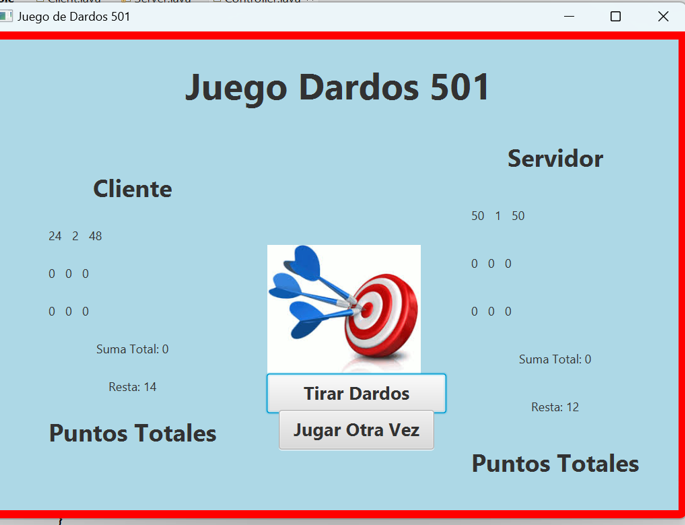 Juego de Dardos 501
Juego Dardos 501
Cliente
24 2 48
0 0 0
0 0 0
Suma Total: 0
Resta: 14
Puntos Totales
Tirar Dardos
Jugar Otra Vez
Servidor
50 1 50
0 0 0
0 0 0
Suma Total: 0
Resta: 12
Puntos Totales